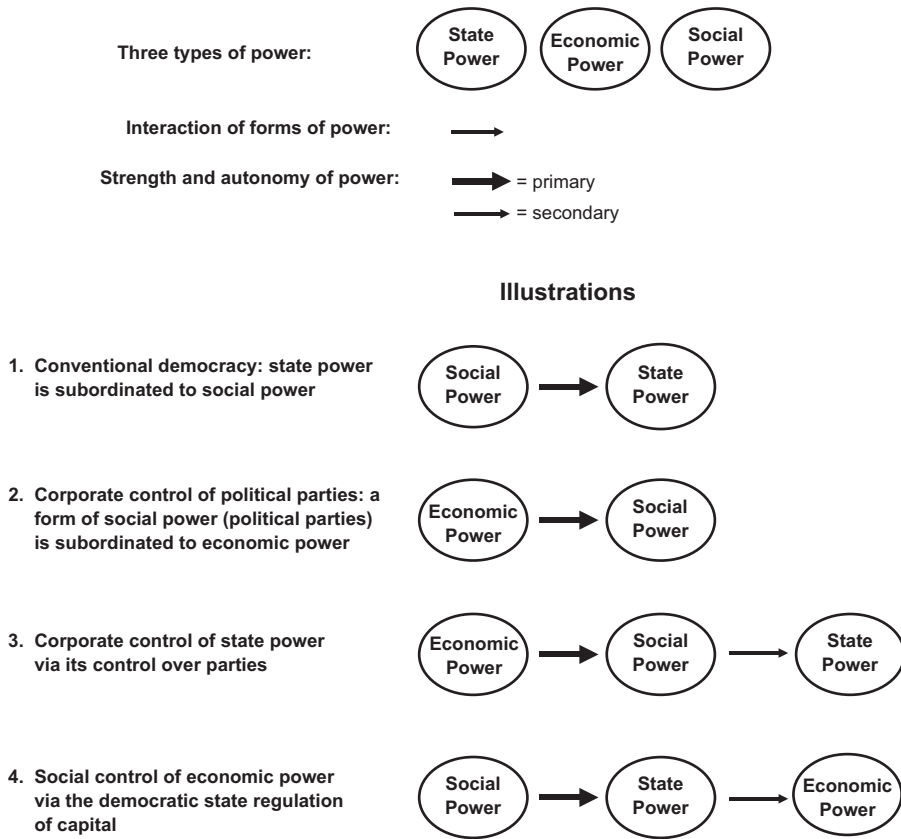 Three types of power:
State
Power
Economic
Power
Social
Power
Interaction of forms of power:
Strength and autonomy of power:
= primary
= secondary
Illustrations
1. Conventional democracy: state power
is subordinated to social power
Social
Power
State
Power
2. Corporate control of political parties: a
form of social power (political parties)
is subordinated to economic power
Economic
Power
Social
Power
3. Corporate control of state power
via its control over parties
Economic
Power
Social
Power
State
Power
4. Social control of economic power
via the democratic state regulation
of capital
Social
Power
State
Power
Economic
Power